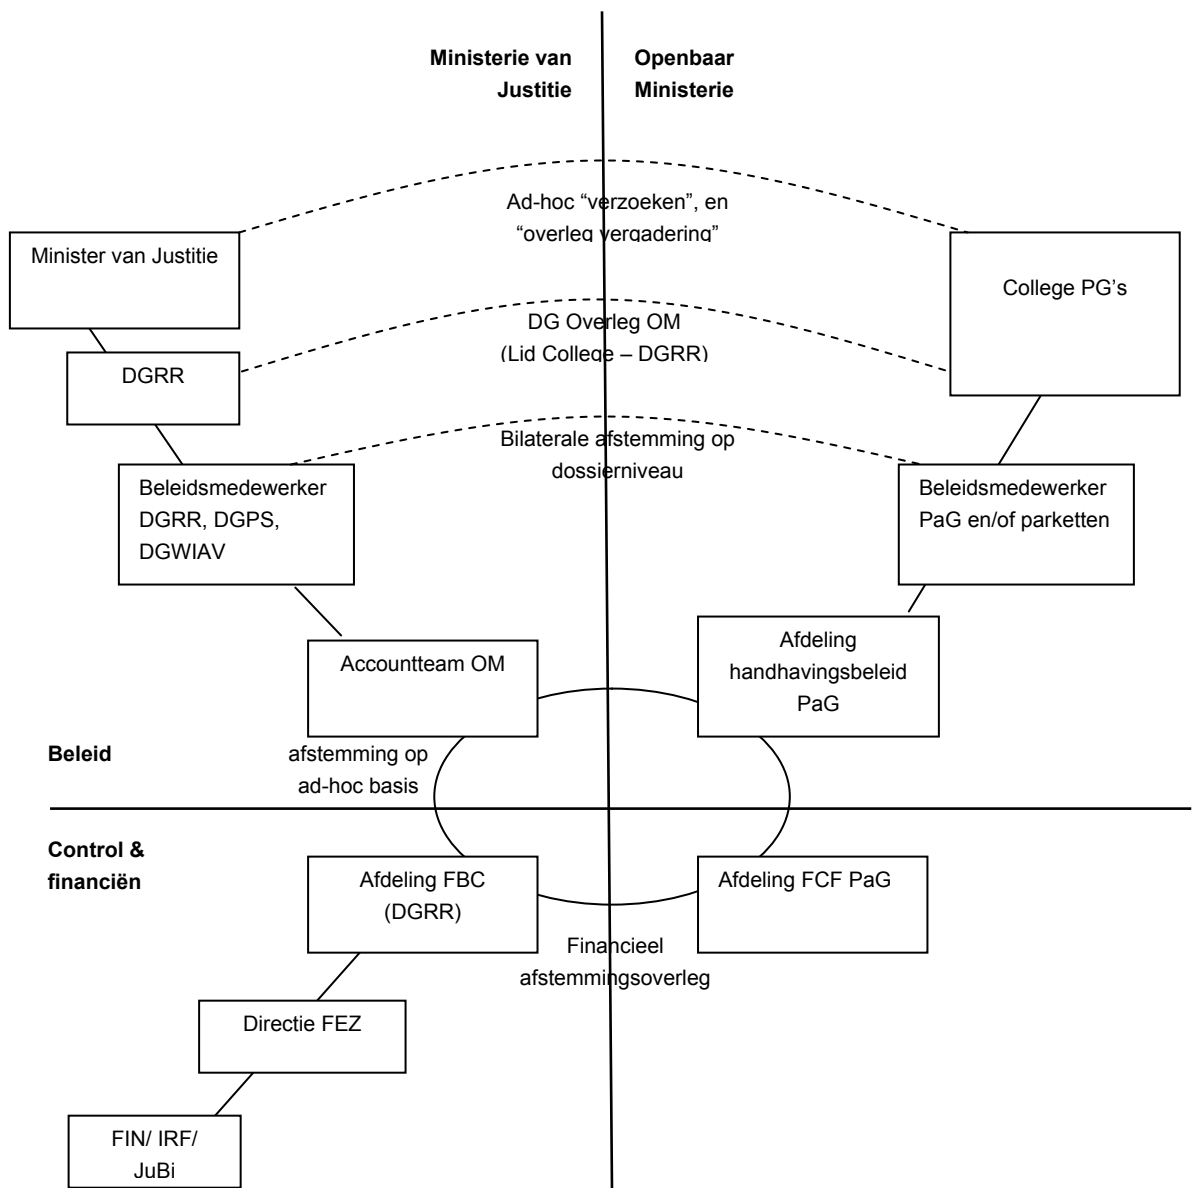 Ministerie van
Justitie
Openbaar
Ministerie
Ad-hoc “verzoeken”, en
“overleg vergadering”
Minister van Justitie
College PG’s
DG Overleg OM
(Lid College – DGRR)
DGRR
Bilaterale afstemming op
dossierniveau
Beleidsmedewerker
DGRR, DGPS,
DGWIAV
Beleidsmedewerker
PaG en/of parketten
Accountteam OM
Afdeling
handhavingsbeleid
PaG
Beleid
afstemming op
ad-hoc basis
Control &
financiën
Afdeling FBC
(DGRR)
Afdeling FCF PaG
Financieel
afstemmingsoverleg
Directie FEZ
FIN/ IRF/
JuBi